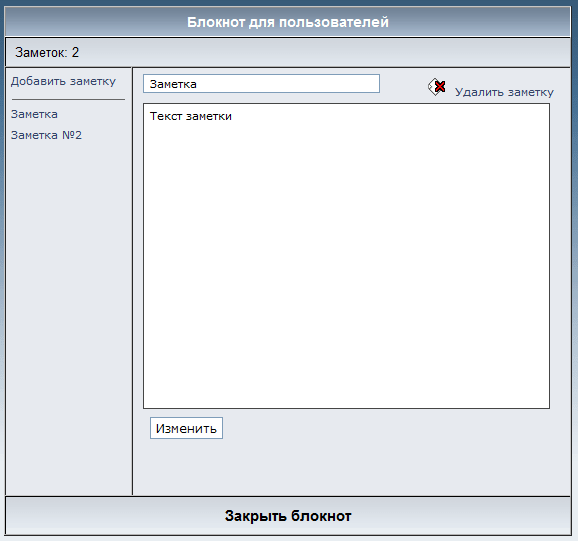 Блокнот для пользователей
Заметок: 2
Добавить заметку
Заметка
Заметка №2
Заметка
Удалить заметку
Текст заметки
Изменить
Закрыть блокнот